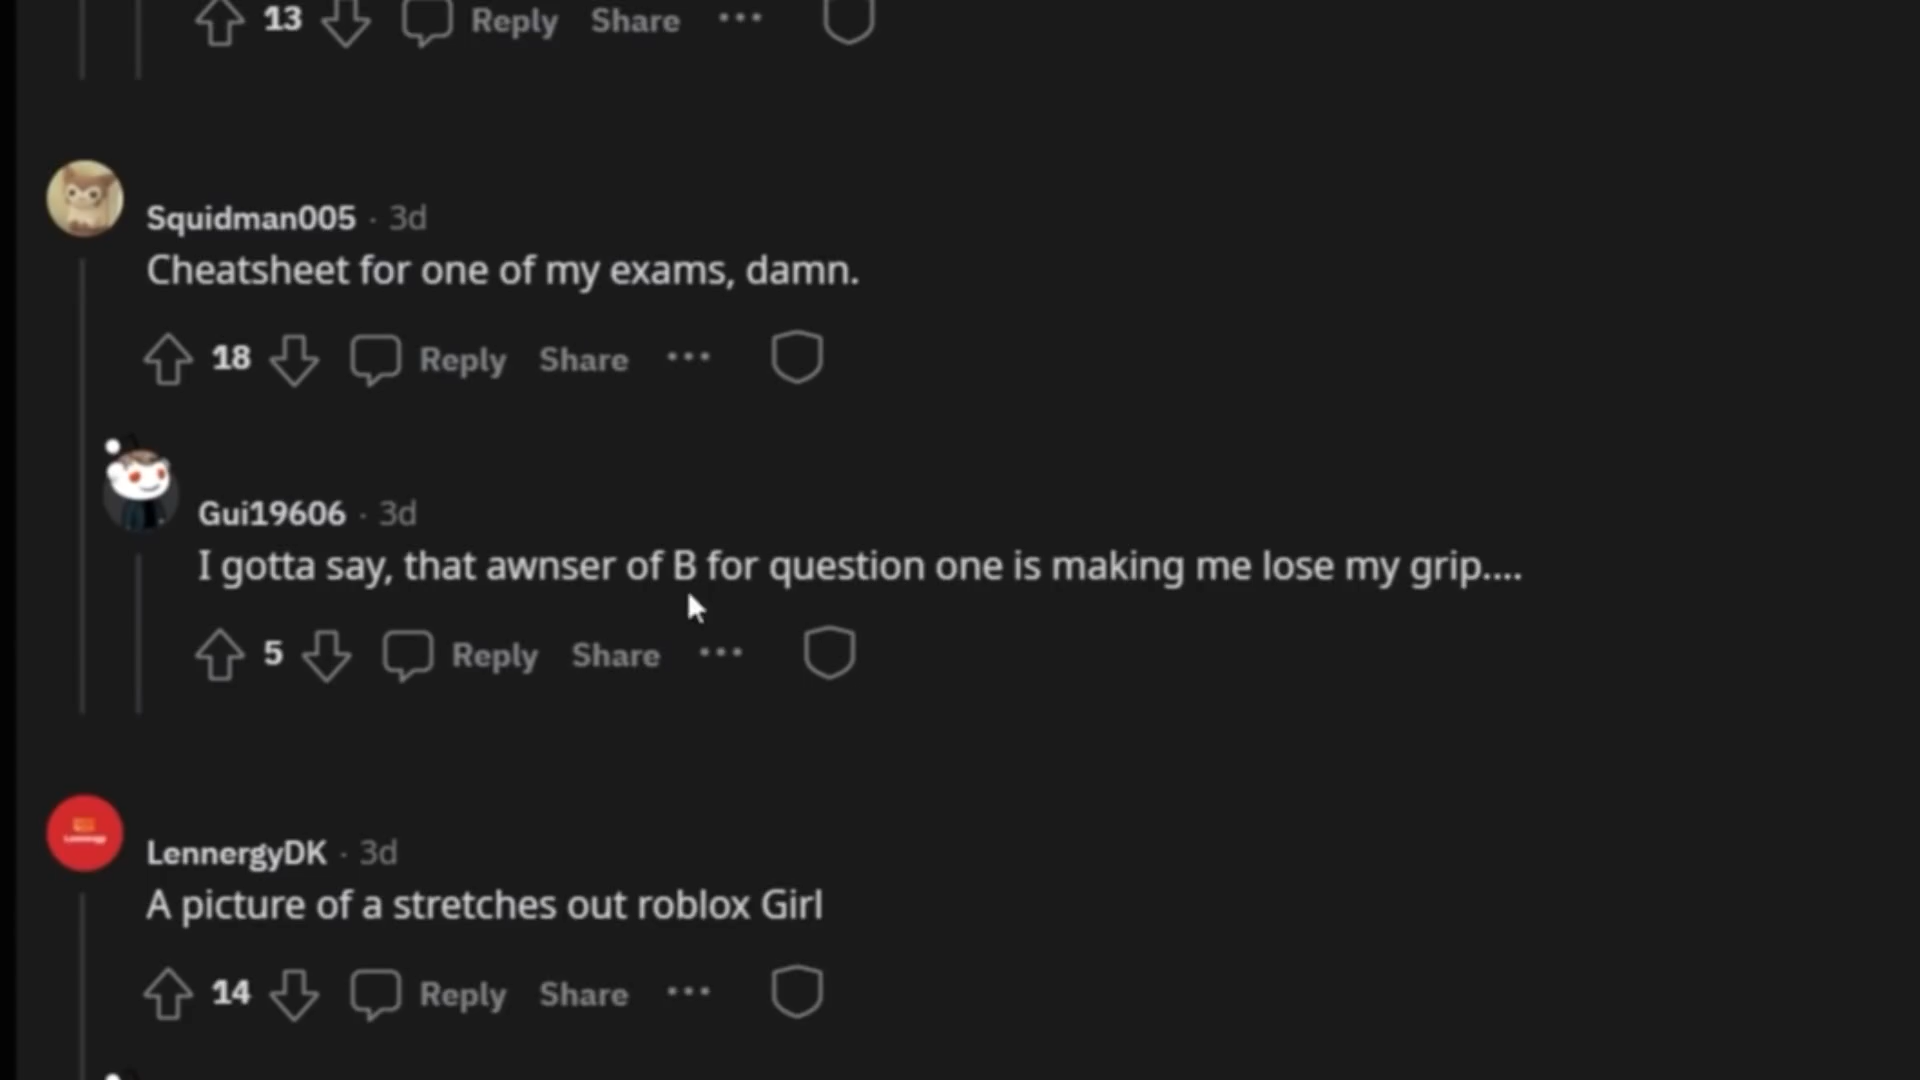 13 Reply Share
Squidman005 · 3d
Cheatsheet for one of my exams, damn.
18 Reply Share
Gui19606 · 3d
I gotta say, that awnser of B for question one is making me lose my grip....
5 Reply Share
LennergyDK · 3d
A picture of a stretches out roblox Girl
14 Reply Share